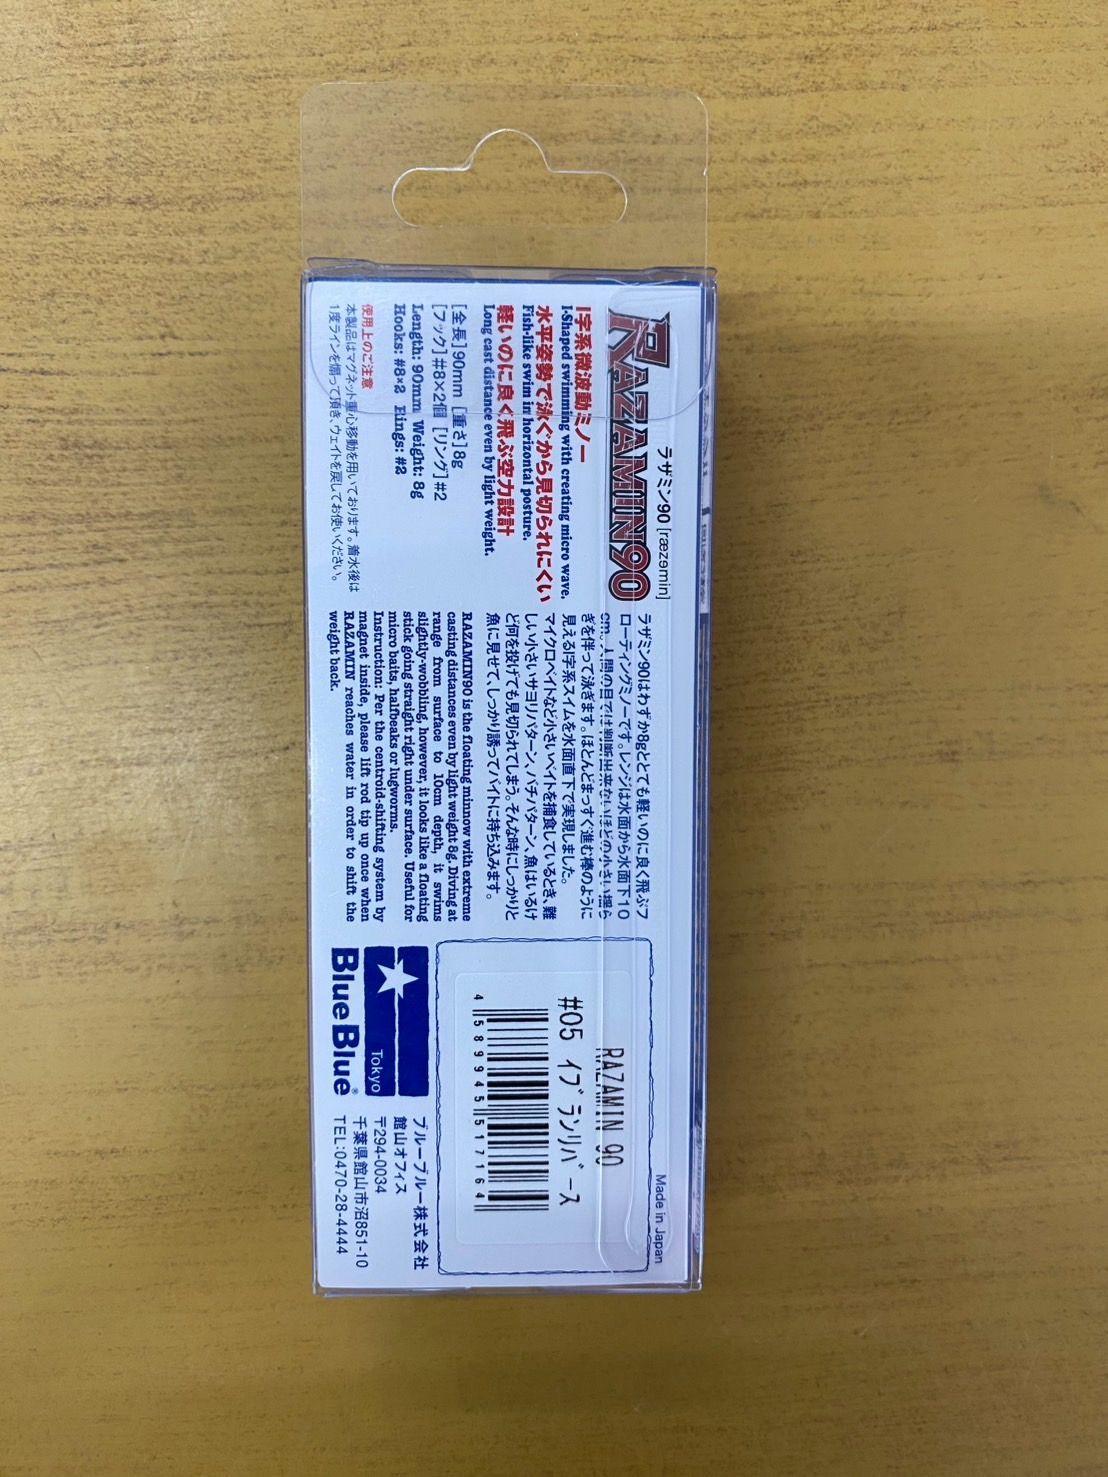 RAZAMIN90
ラザミン90 [ræzəmin]
I字系微波動ミノー
I-Shaped swimming with creating micro wave.
水平姿勢で泳ぐから見切られにくい
Fish-like swim in horizontal posture.
軽いのに良く飛ぶ空力設計
Long cast distance even by light weight.
[全長]90mm [重さ]8g
[フック]#8×2個 [リング]#2
Length: 90mm Weight: 8g
Hooks: #8×2 Rings: #2
使用上のご注意
本製品はマグネット重心移動を用いております。着水後は
1度ラインを慴って頂き、ウェイトを戻してお使いください。
ラザミン90はわずか8gととても軽いのに良く飛ぶフ
ローティングミノーです。レンジは水面から水面下10
cm、人間の目では判断出来ないほどの小さい揺ら
ぎを伴って泳ぎます。ほとんどまっすぐ進む棒のように
見えるI字系スイムを水面直下で実現しました。
マイクロベイトなど小さいベイトを捕食しているとき、難
しい小さいサヨリパターン、バチパターン、魚はいるけ
ど何を投げても見切られてしまう。そんな時にしっかりと
魚に見せて、しっかり誘ってバイトに持ち込みます。
RAZAMIN90 is the floating minnow with extreme
casting distances even by light weight 8g. Diving at
range from surface to 10cm depth, it swims
slightly-wobbling, however, it looks like a floating
stick going straight right under surface. Useful for
micro baits, halfbeaks or lugworms.
Instruction: Per the centroid-shifting system by
magnet inside, please lift rod tip up once when
RAZAMIN reaches water in order to shift the
weight back.
Made in Japan
RAZAMIN 90
#05 イブランリバース
4 589945 517164
Tokyo
BlueBlue®
ブルーブルー株式会社
館山オフィス
〒294-0034
千葉県館山市沼851-10
TEL:0470-28-4444